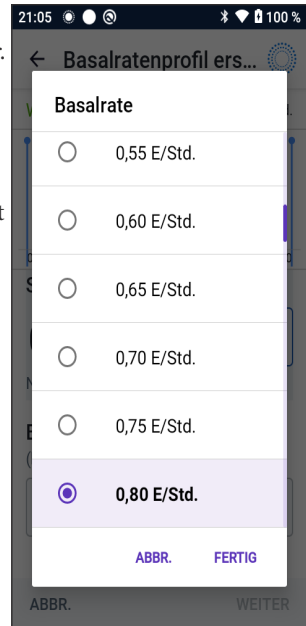 21:05 100 %
Basalratenprofil ers...
Basalrate
0,55 E/Std.
0,60 E/Std.
0,65 E/Std.
0,70 E/Std.
0,75 E/Std.
0,80 E/Std.
ABBR. FERTIG
ABBR. WEITER